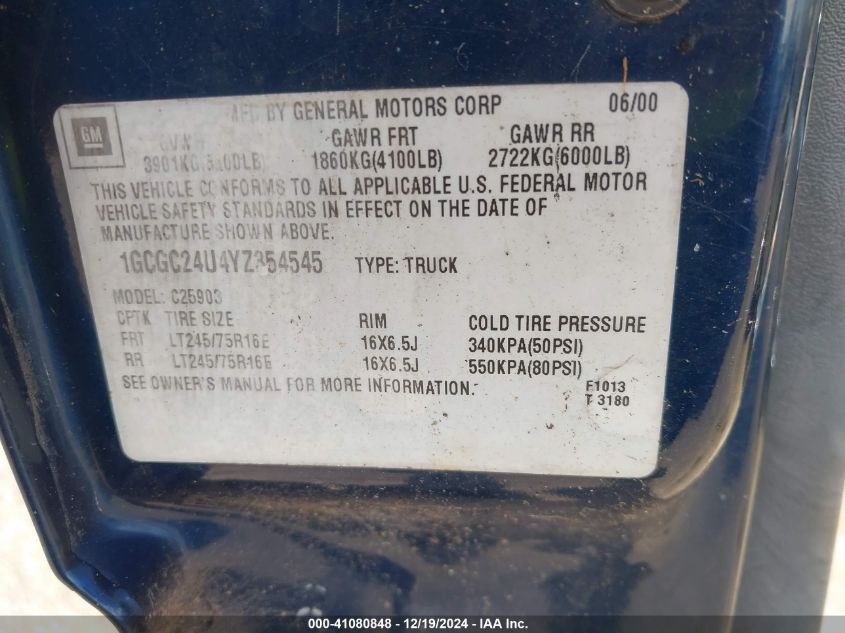 GM
MFD BY GENERAL MOTORS CORP 06/00
GVWR GAWR FRT GAWR RR
1860KG(4100LB) 2722KG(6000LB)
THIS VEHICLE CONFORMS TO ALL APPLICABLE U.S. FEDERAL MOTOR
VEHICLE SAFETY STANDARDS IN EFFECT ON THE DATE OF
MANUFACTURE SHOWN ABOVE.
1GCGC24U4YZ354545 TYPE: TRUCK
MODEL: C25903
TIRE SIZE RIM COLD TIRE PRESSURE
FRT LT245/75R16E 16X6.5J 340KPA(50PSI)
RR LT245/75R16E 16X6.5J 550KPA(80PSI)
SEE OWNER'S MANUAL FOR MORE INFORMATION.
F1013
T 3180
000-41080848 - 12/19/2024 - IAA Inc.